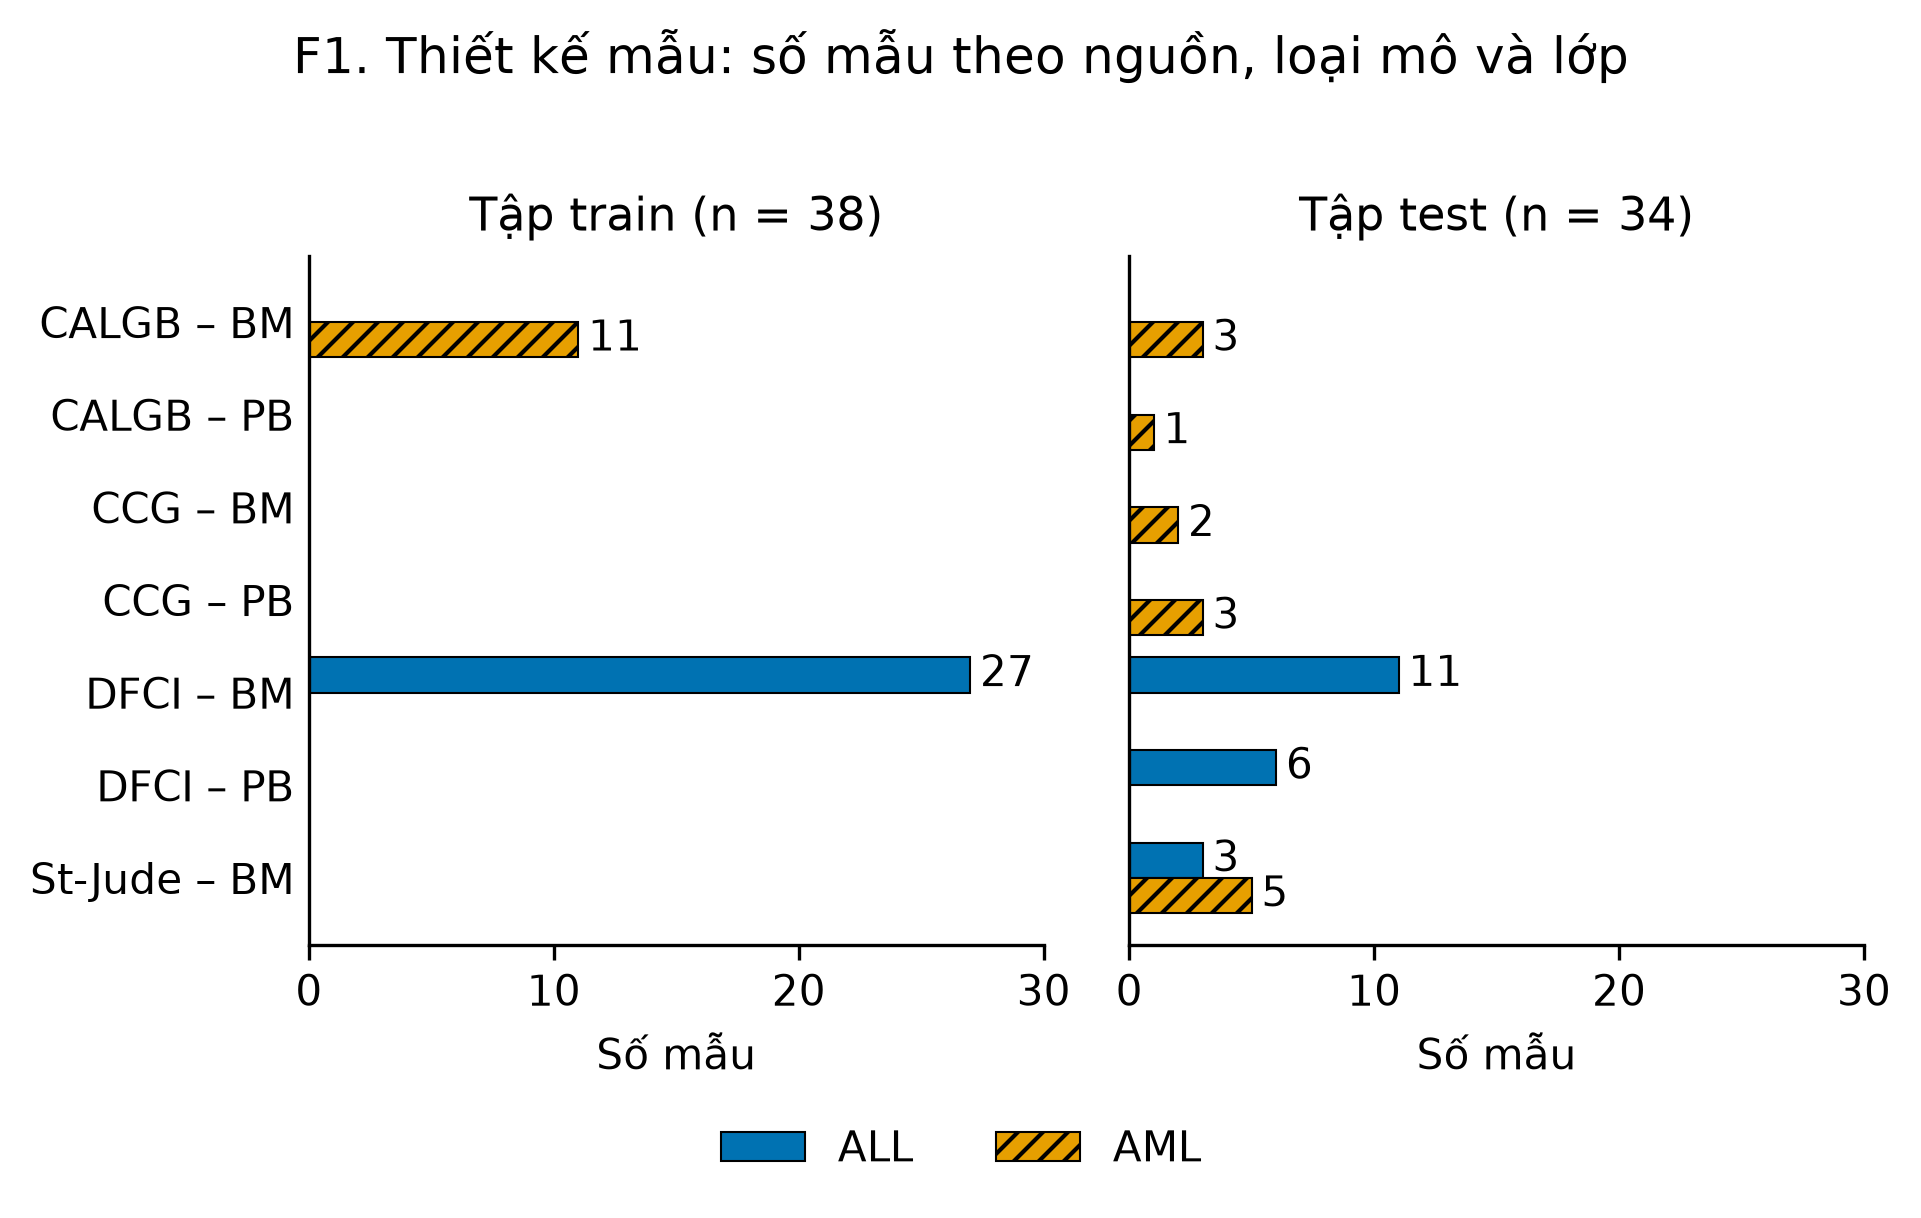 F1. Thiết kế mẫu: số mẫu theo nguồn, loại mô và lớp
Tập train (n = 38)
CALGB – BM
CALGB – PB
CCG – BM
CCG – PB
DFCI – BM
DFCI – PB
St-Jude – BM
11
27
0 10 20 30
Số mẫu
Tập test (n = 34)
3
1
2
3
11
6
3
5
0 10 20 30
Số mẫu
ALL AML